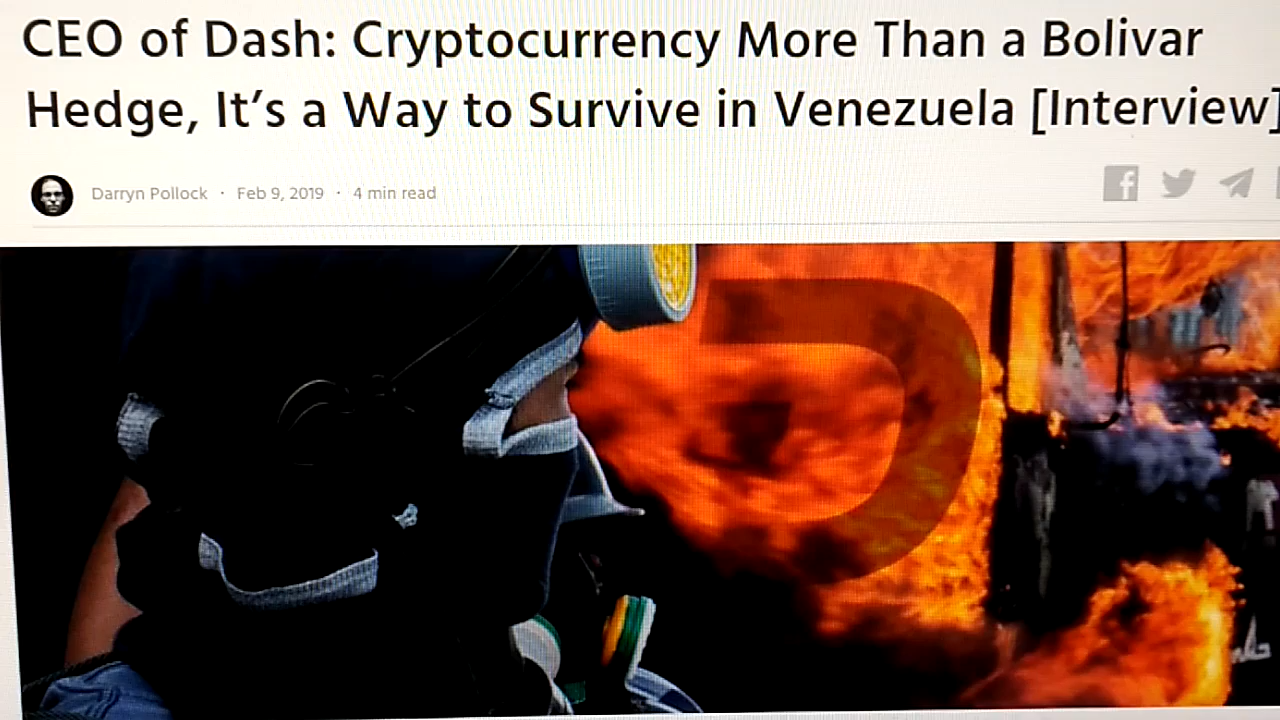 CEO of Dash: Cryptocurrency More Than a Bolivar
Hedge, It’s a Way to Survive in Venezuela [Interview]
Darryn Pollock · Feb 9, 2019 · 4 min read